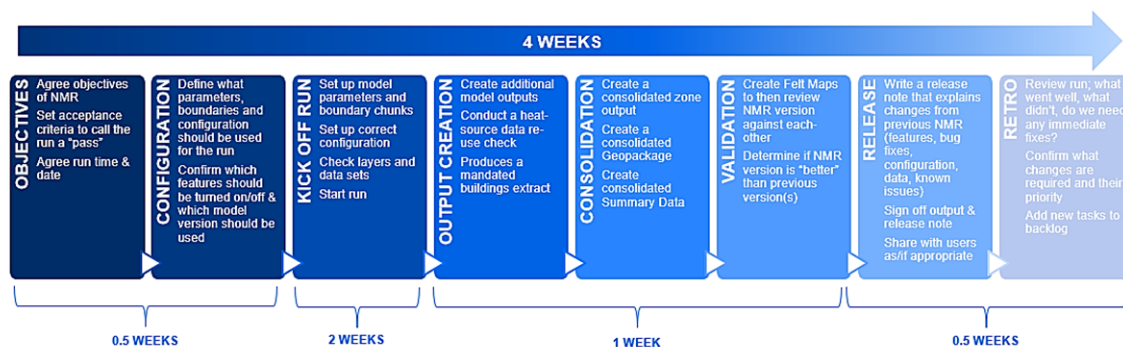 4 WEEKS
OBJECTIVES
Agree objectives
of NMR
Set acceptance
criteria to call the
run a "pass"
Agree run time &
date
CONFIGURATION
Define what
parameters,
boundaries and
configuration
should be used
for the run
Confirm which
features should
be turned on/off &
which model
version should be
used
KICK OFF RUN
Set up model
parameters and
boundary chunks
Set up correct
configuration
Check layers and
data sets
Start run
OUTPUT CREATION
Create additional
model outputs
Conduct a heat-
source data re-
use check
Produces a
mandated
buildings extract
CONSOLIDATION
Create a
consolidated zone
output
Create a
consolidated
Geopackage
Create
consolidated
Summary Data
VALIDATION
Create Felt Maps
to then review
NMR version
against each-
other
Determine if NMR
version is "better"
than previous
version(s)
RELEASE
Write a release
note that explains
changes from
previous NMR
(features, bug
fixes,
configuration,
data, known
issues)
Sign off output &
release note
Share with users
as/if appropriate
RETRO
Review run; what
went well, what
didn't, do we need
any immediate
fixes?
Confirm what
changes are
required and their
priority
Add new tasks to
backlog
0.5 WEEKS
2 WEEKS
1 WEEK
0.5 WEEKS